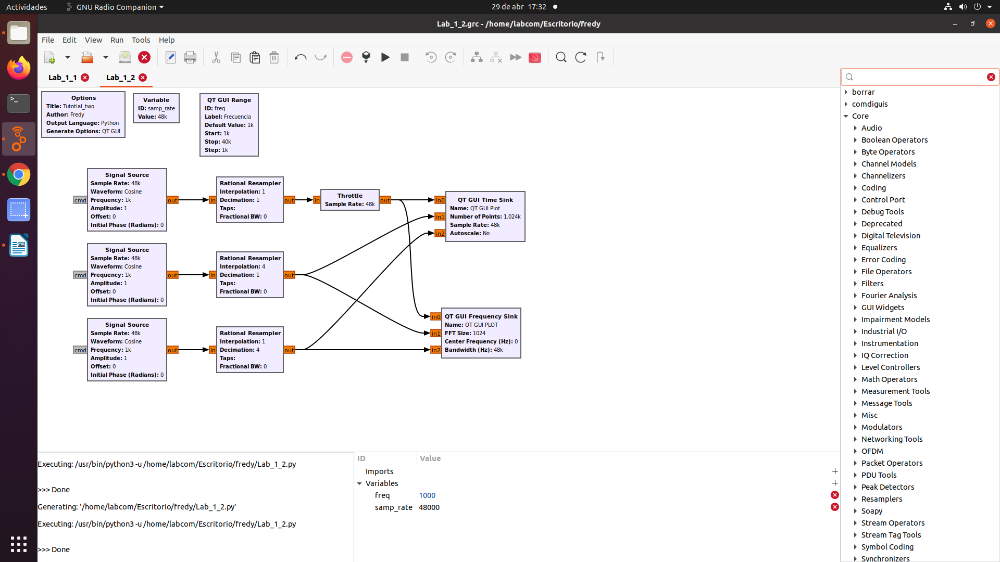 Actividades
GNU Radio Companion
29 de abr 17:32
Lab_1_2.grc - /home/labcom/Escritorio/fredy
File Edit View Run Tools Help
Lab_1_1
Lab_1_2
Options
Title: Tutotial_two
Author: Fredy
Output Language: Python
Generate Options: QT GUI
Variable
ID: samp_rate
Value: 48k
QT GUI Range
ID: freq
Label: Frecuencia
Default Value: 1k
Start: 1k
Stop: 40k
Step: 1k
cmd
Signal Source
Sample Rate: 48k
Waveform: Cosine
Frequency: 1k
Amplitude: 1
Offset: 0
Initial Phase (Radians): 0
out
in
Rational Resampler
Interpolation: 1
Decimation: 1
Taps:
Fractional BW: 0
out
in
Throttle
Sample Rate: 48k
out
in0
in1
in2
QT GUI Time Sink
Name: QT GUI Plot
Number of Points: 1.024k
Sample Rate: 48k
Autoscale: No
cmd
Signal Source
Sample Rate: 48k
Waveform: Cosine
Frequency: 1k
Amplitude: 1
Offset: 0
Initial Phase (Radians): 0
out
in
Rational Resampler
Interpolation: 4
Decimation: 1
Taps:
Fractional BW: 0
out
cmd
Signal Source
Sample Rate: 48k
Waveform: Cosine
Frequency: 1k
Amplitude: 1
Offset: 0
Initial Phase (Radians): 0
out
in
Rational Resampler
Interpolation: 1
Decimation: 4
Taps:
Fractional BW: 0
out
in0
in1
in2
QT GUI Frequency Sink
Name: QT GUI PLOT
FFT Size: 1024
Center Frequency (Hz): 0
Bandwidth (Hz): 48k
borrar
comdiguis
Core
Audio
Boolean Operators
Byte Operators
Channel Models
Channelizers
Coding
Control Port
Debug Tools
Deprecated
Digital Television
Equalizers
Error Coding
File Operators
Filters
Fourier Analysis
GUI Widgets
Impairment Models
Industrial I/O
Instrumentation
IQ Correction
Level Controllers
Math Operators
Measurement Tools
Message Tools
Misc
Modulators
Networking Tools
OFDM
Packet Operators
PDU Tools
Peak Detectors
Resamplers
Soapy
Stream Operators
Stream Tag Tools
Symbol Coding
Synchronizers
Executing: /usr/bin/python3 -u /home/labcom/Escritorio/fredy/Lab_1_2.py
>>> Done
Generating: '/home/labcom/Escritorio/fredy/Lab_1_2.py'
Executing: /usr/bin/python3 -u /home/labcom/Escritorio/fredy/Lab_1_2.py
>>> Done
ID Value
Imports
Variables
freq 1000
samp_rate 48000